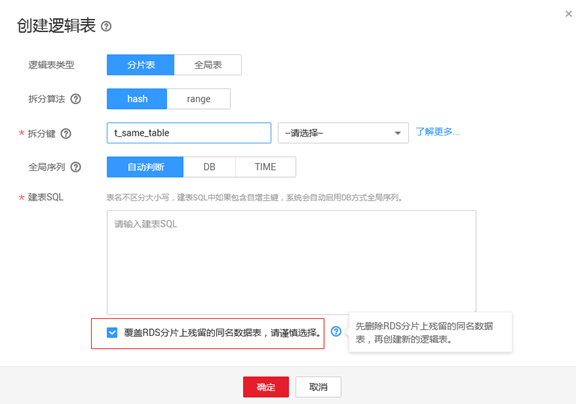 创建逻辑表
逻辑表类型 分片表 全局表
拆分算法 hash range
* 拆分键 t_same_table --请选择-- 了解更多...
全局序列 自动判断 DB TIME
* 建表SQL 表名不区分大小写，建表SQL中如果包含自增主键，系统会自动启用DB方式全局序列。
请输入建表SQL
覆盖RDS分片上残留的同名数据表，请谨慎选择。
先删除RDS分片上残留的同名数据
表，再创建新的逻辑表。
确定 取消